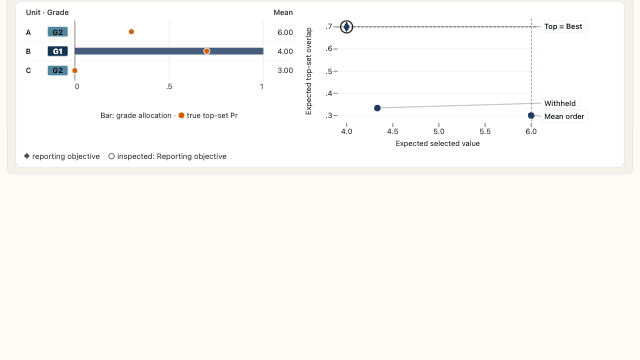 Unit · Grade Mean
A G2 6.00
B G1 4.00
C G2 3.00
0 .5 1
Bar: grade allocation · true top-set Pr
Expected top-set overlap
.7
.6
.5
.4
.3
4.0 4.5 5.0 5.5 6.0
Expected selected value
Top = Best
Withheld
Mean order
reporting objective inspected: Reporting objective